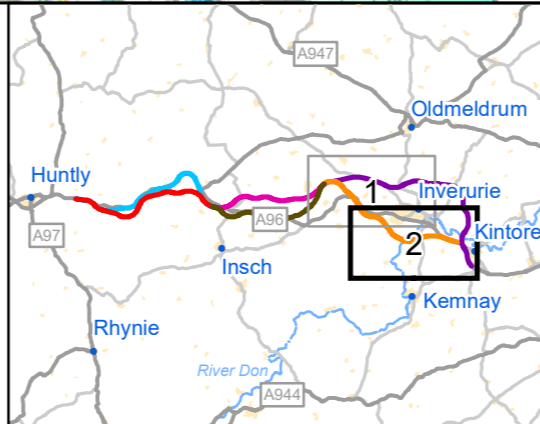 A947
Oldmeldrum
Huntly
1
Inverurie
A96
A97
2
Kintore
Insch
Kemnay
Rhynie
River Don
A944